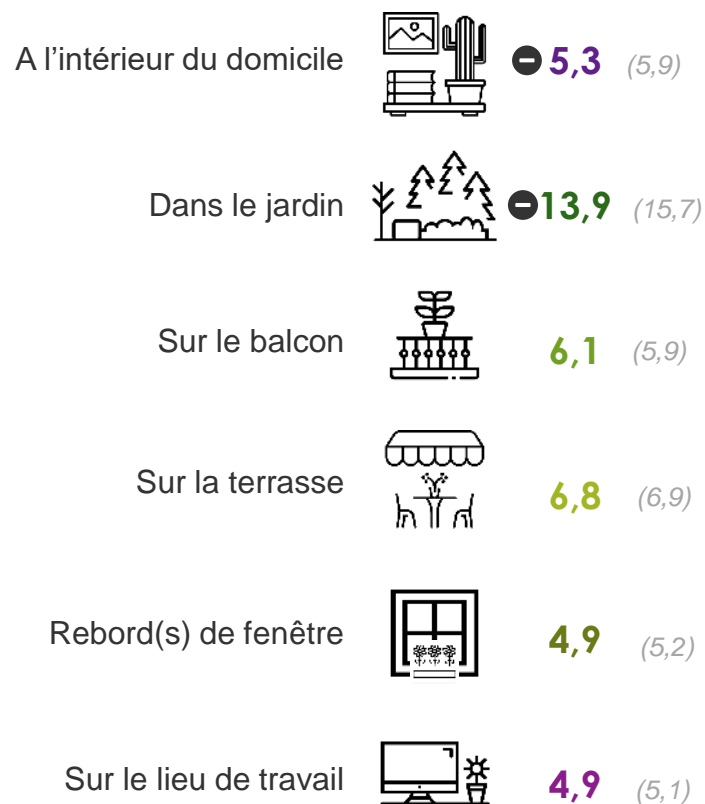 A l’intérieur du domicile 5,3 (5,9)
Dans le jardin 13,9 (15,7)
Sur le balcon 6,1 (5,9)
Sur la terrasse 6,8 (6,9)
Rebord(s) de fenêtre 4,9 (5,2)
Sur le lieu de travail 4,9 (5,1)